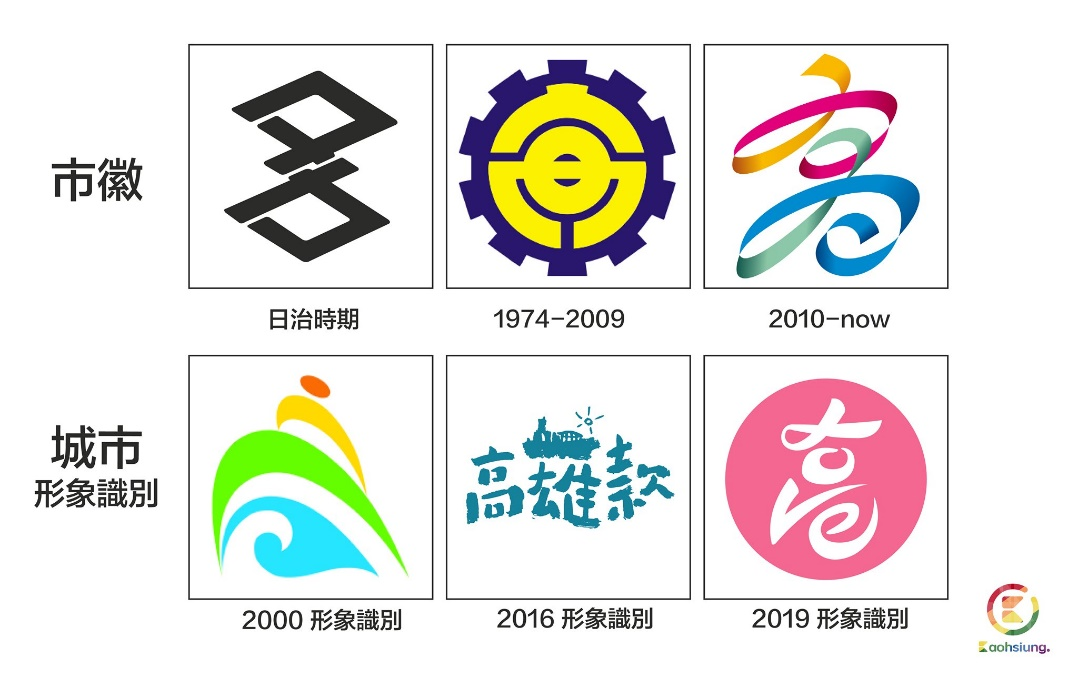 市徽
日治時期
1974-2009
2010-now
城市
形象識別
高雄款
高
2000 形象識別
2016 形象識別
2019 形象識別
Kaohsiung.